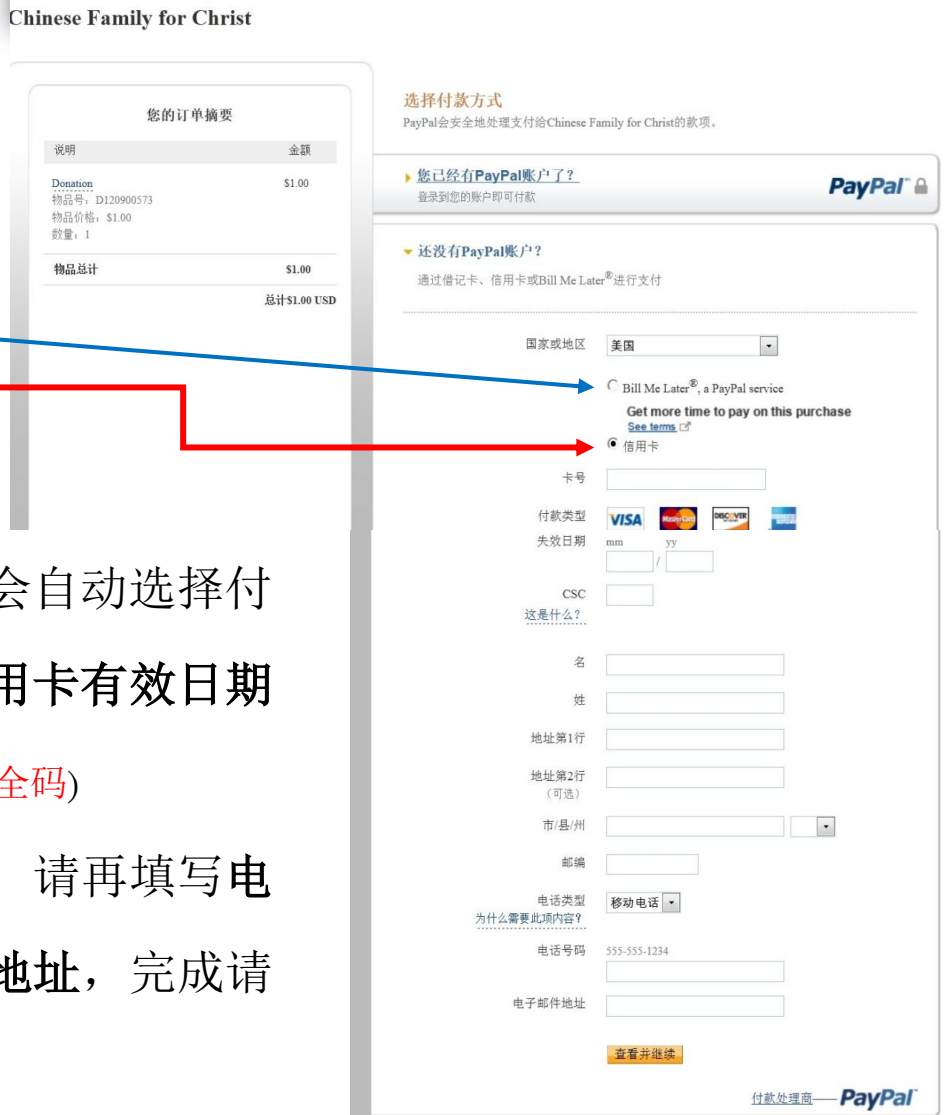 Chinese Family for Christ
您的订单摘要
说明 金额
Donation $1.00
物品号: D120900573
物品价格: $1.00
数量: 1
物品总计 $1.00
总计$1.00 USD
选择付款方式
PayPal会安全地处理支付给Chinese Family for Christ的款项。
您已经有PayPal账户了?
登录到您的账户即可付款
PayPal™
还没有PayPal账户?
通过借记卡、信用卡或Bill Me Later®进行支付
国家或地区 美国
Bill Me Later®, a PayPal service
Get more time to pay on this purchase
See terms
信用卡
卡号
付款类型 VISA MasterCard DISCOVER
失效日期 mm yy
/
CSC
这是什么?
名
姓
地址第1行
地址第2行
(可选)
市/县/州
邮编
电话类型 移动电话
为什么需要此项内容?
电话号码 555-555-1234
电子邮件地址
查看并继续
付款处理商——PayPal™
会自动选择付
用卡有效日期
全码)
请再填写电
地址，完成请